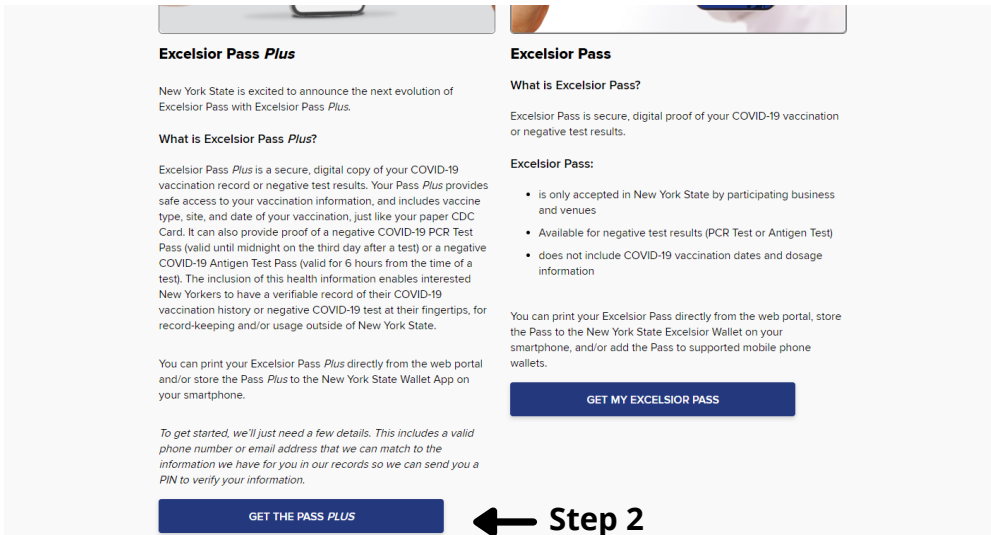 Excelsior Pass Plus
New York State is excited to announce the next evolution of
Excelsior Pass with Excelsior Pass Plus.
What is Excelsior Pass Plus?
Excelsior Pass Plus is a secure, digital copy of your COVID-19
vaccination record or negative test results. Your Pass Plus provides
safe access to your vaccination information, and includes vaccine
type, site, and date of your vaccination, just like your paper CDC
Card. It can also provide proof of a negative COVID-19 PCR Test
Pass (valid until midnight on the third day after a test) or a negative
COVID-19 Antigen Test Pass (valid for 6 hours from the time of a
test). The inclusion of this health information enables interested
New Yorkers to have a verifiable record of their COVID-19
vaccination history or negative COVID-19 test at their fingertips, for
record-keeping and/or usage outside of New York State.
You can print your Excelsior Pass Plus directly from the web portal
and/or store the Pass Plus to the New York State Wallet App on
your smartphone.
To get started, we'll just need a few details. This includes a valid
phone number or email address that we can match to the
information we have for you in our records so we can send you a
PIN to verify your information.
GET THE PASS PLUS
Step 2
Excelsior Pass
What is Excelsior Pass?
Excelsior Pass is secure, digital proof of your COVID-19 vaccination
or negative test results.
Excelsior Pass:
• is only accepted in New York State by participating business
and venues
• Available for negative test results (PCR Test or Antigen Test)
• does not include COVID-19 vaccination dates and dosage
information
You can print your Excelsior Pass directly from the web portal, store
the Pass to the New York State Excelsior Wallet on your
smartphone, and/or add the Pass to supported mobile phone
wallets.
GET MY EXCELSIOR PASS